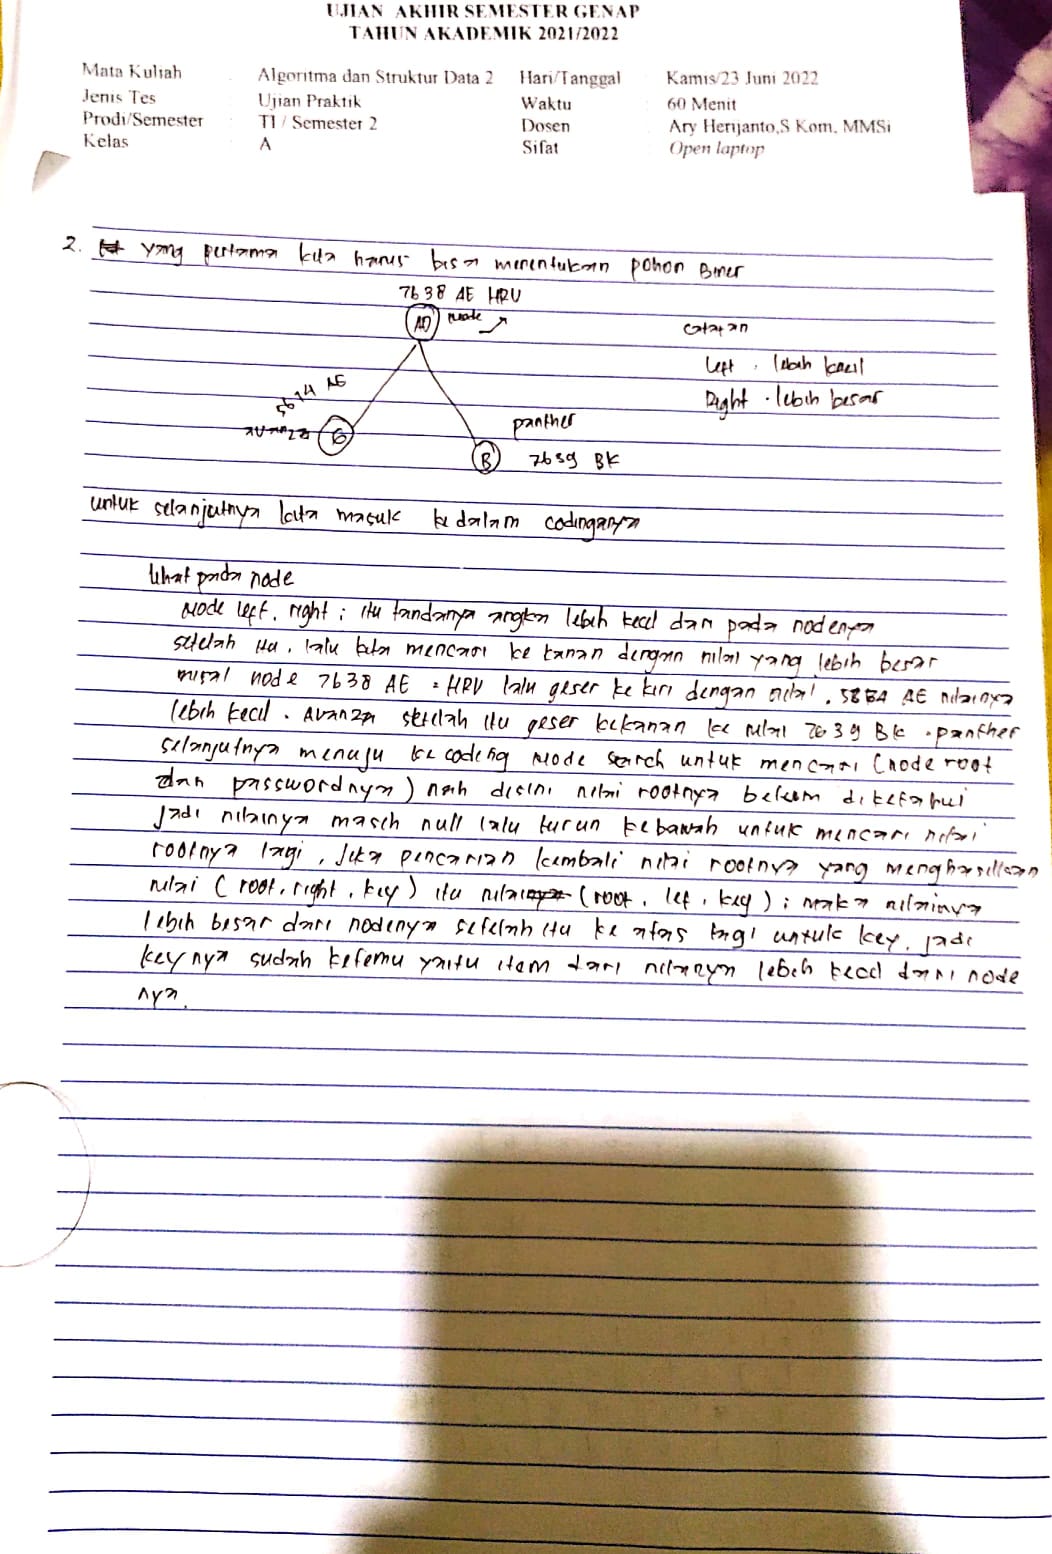 UJIAN AKHIR SEMESTER GENAP
TAHUN AKADEMIK 2021/2022
Mata Kuliah : Algoritma dan Struktur Data 2 Hari/Tanggal : Kamis/23 Juni 2022
Jenis Tes : Ujian Praktik Waktu : 60 Menit
Prodi/Semester : TI / Semester 2 Dosen : Ary Herijanto,S Kom, MMSi
Kelas : A Sifat : Open laptop
2. yang pertama kita harus bisa menentukan pohon Biner
7638 AE HRV
AD node
catatan
5674 AE
left . lebih kecil
Right . lebih besar
avanza G
panther
B 7639 BK
untuk selanjutnya kita masuk ke dalam codinganya
lihat pada node
Node left, right ; itu tandanya angka lebih kecil dari pada nodenya
setelah itu, lalu kita mencari ke kanan dengan nilai yang lebih besar
misal node 7638 AE = HRV lalu geser ke kiri dengan nilai . AE nilainya
lebih kecil . Avanza setelah itu geser kekanan ke nilai 7639 BK . panther
selanjutnya menuju ke coding Node search untuk mencari (node root
dan passwordnya) nah disini nilai rootnya belum diketahui
jadi nilainya masih null lalu turun kebawah untuk mencari nilai
rootnya lagi , Jika pencarian kembali nilai rootnya yang menghasilkan
nilai (root, right, key) itu nilai (root, lef, key) ; maka nilainya
lebih besar dari nodenya setelah itu ke atas lagi untuk key, jadi
keynya sudah ketemu yaitu item dari nilanyn lebih kecil dari node
nya.